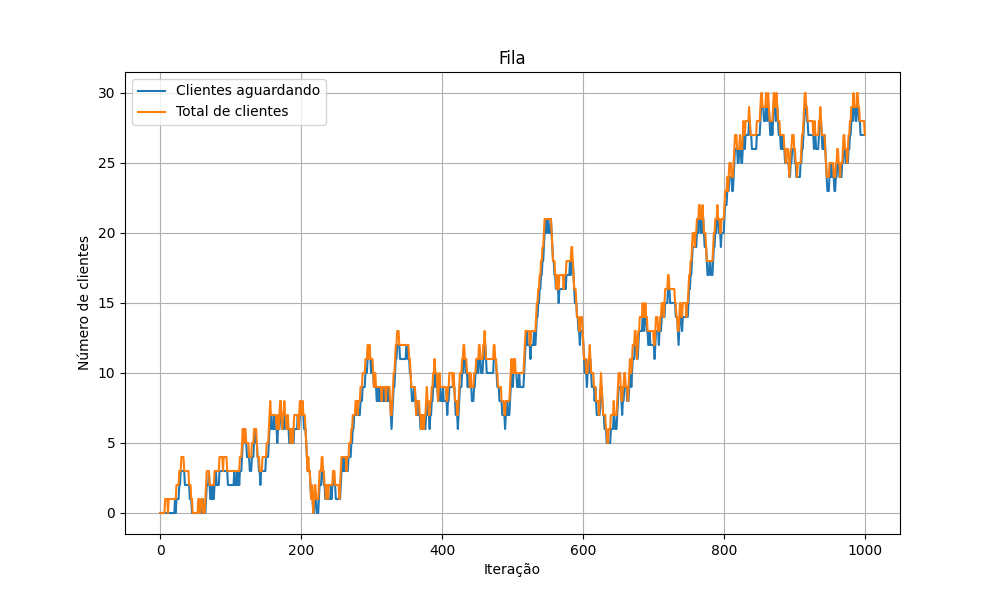 Fila
Clientes aguardando
Total de clientes
Número de clientes
30
25
20
15
10
5
0
0 200 400 600 800 1000
Iteração